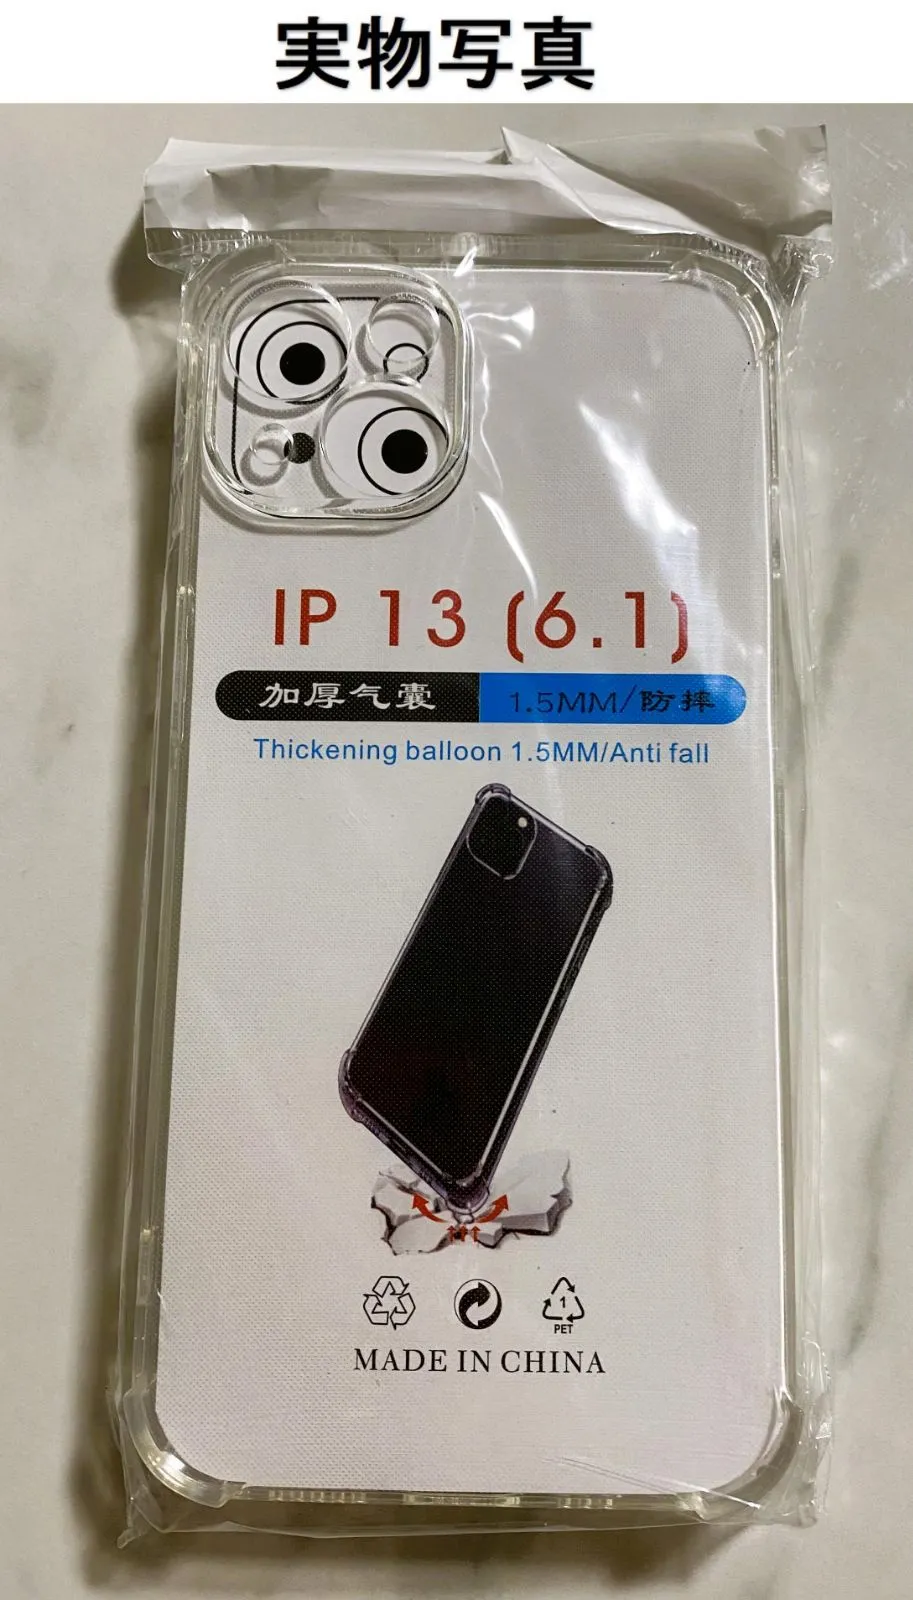 実物写真
IP 13 (6.1)
加厚气囊 1.5MM/防摔
Thickening balloon 1.5MM/Anti fall
1
PET
MADE IN CHINA